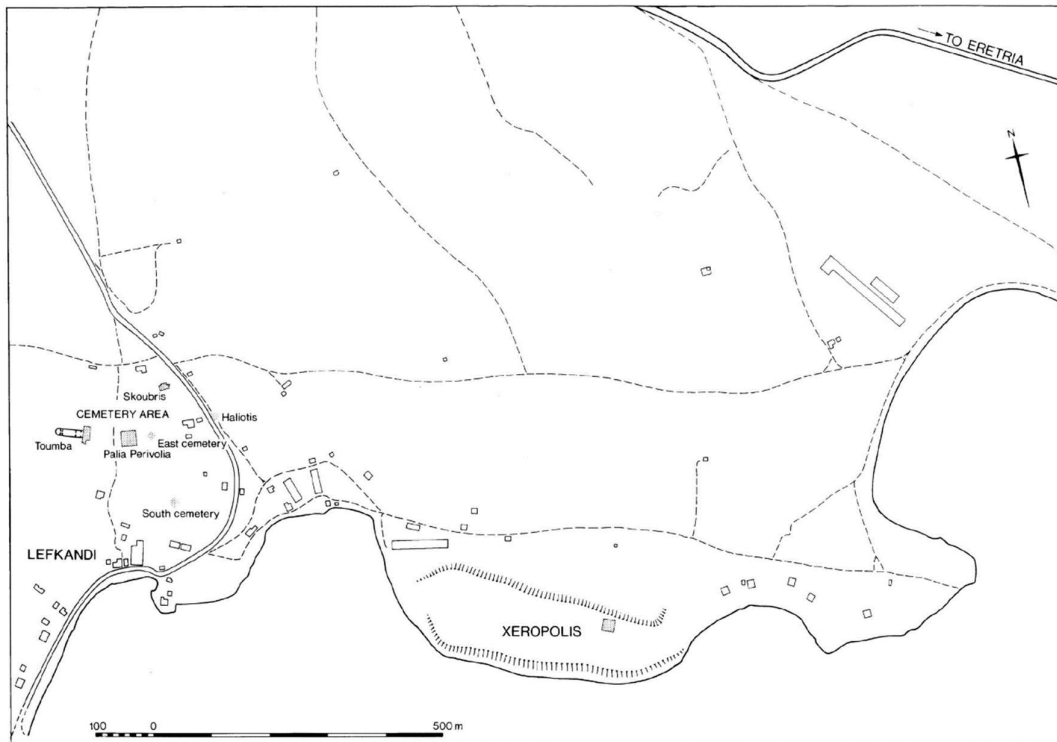 TO ERETRIA
N
Skoubris
CEMETERY AREA
Haliotis
Toumba
East cemetery
Palia Perivolia
South cemetery
LEFKANDI
XEROPOLIS
100 0 500 m